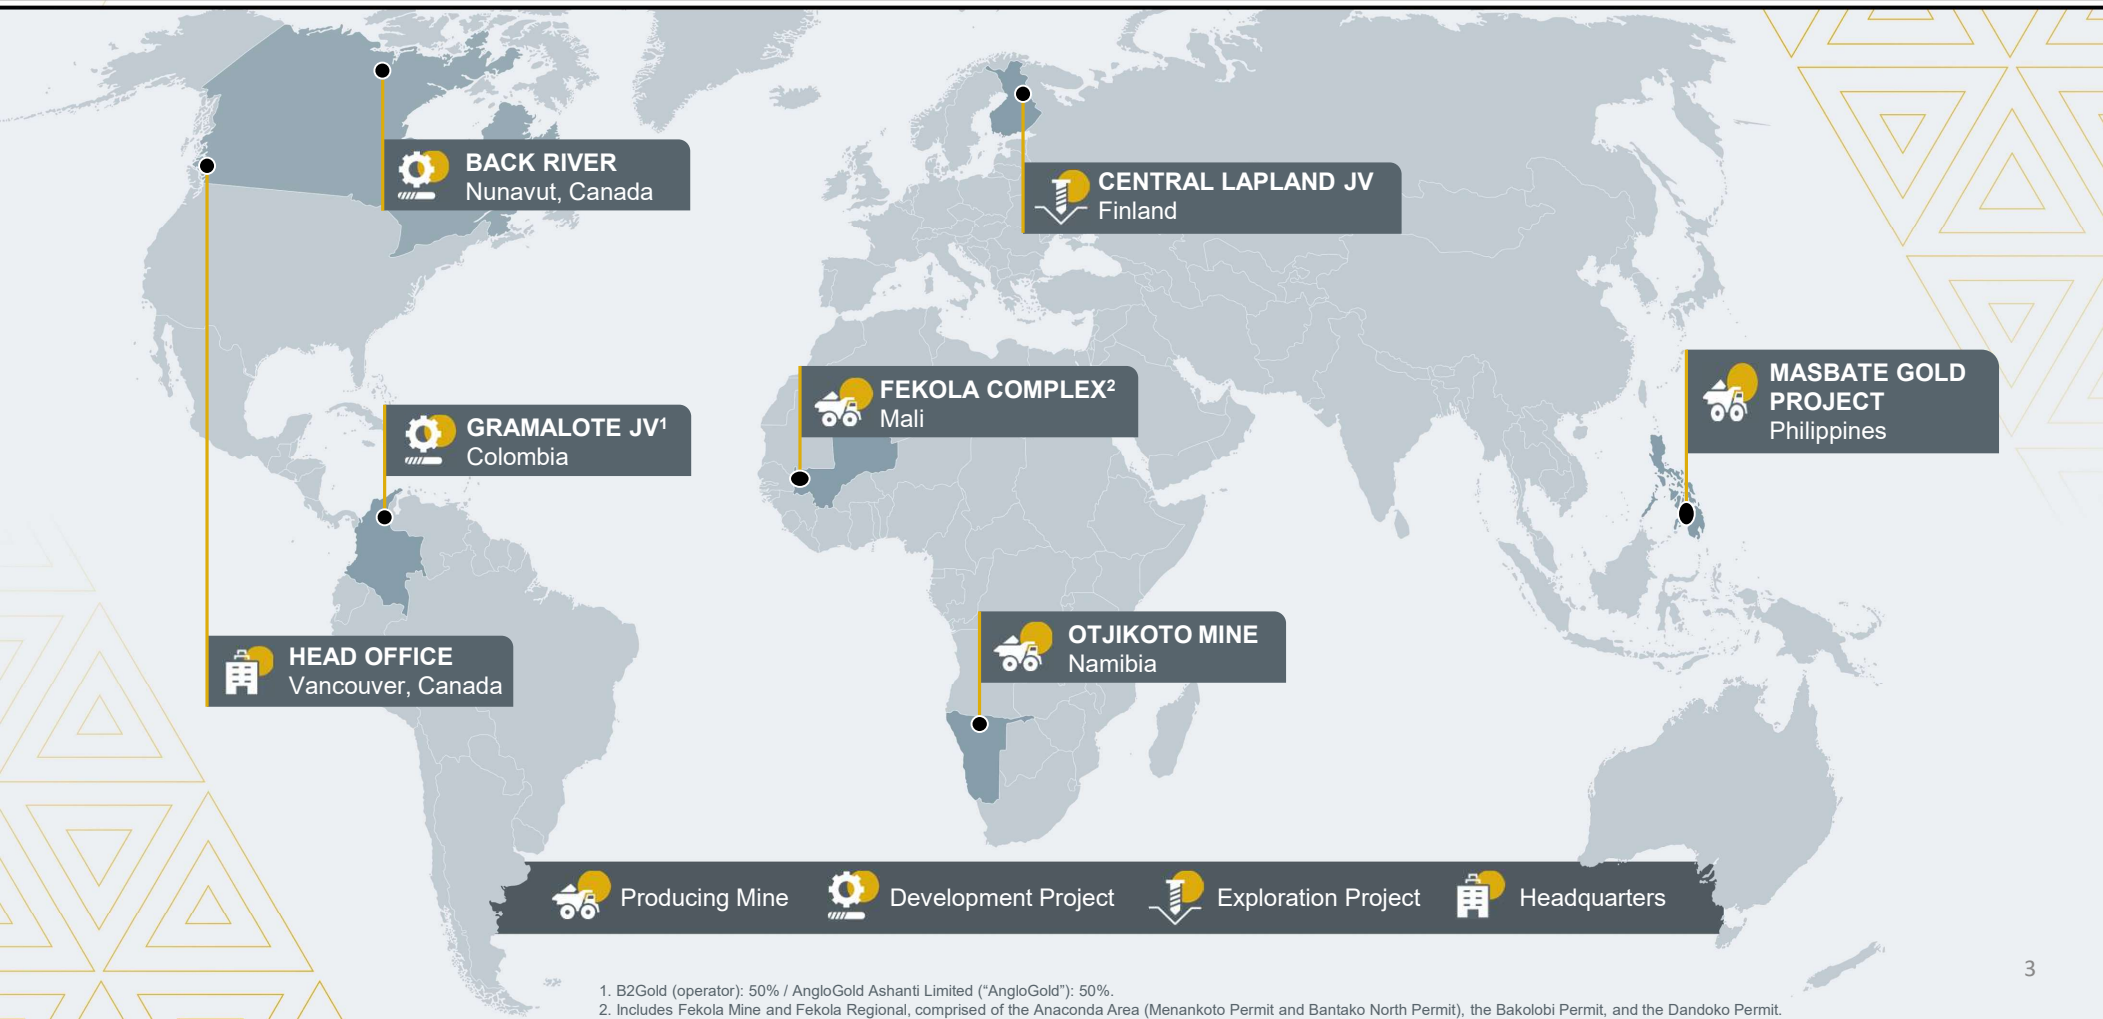 BACK RIVER
Nunavut, Canada
CENTRAL LAPLAND JV
Finland
MASBATE GOLD
PROJECT
Philippines
FEKOLA COMPLEX²
Mali
GRAMALOTE JV¹
Colombia
OTJIKOTO MINE
Namibia
HEAD OFFICE
Vancouver, Canada
Producing Mine
Development Project
Exploration Project
Headquarters
3
1. B2Gold (operator): 50% / AngloGold Ashanti Limited (“AngloGold”): 50%.
2. Includes Fekola Mine and Fekola Regional, comprised of the Anaconda Area (Menankoto Permit and Bantako North Permit), the Bakolobi Permit, and the Dandoko Permit.